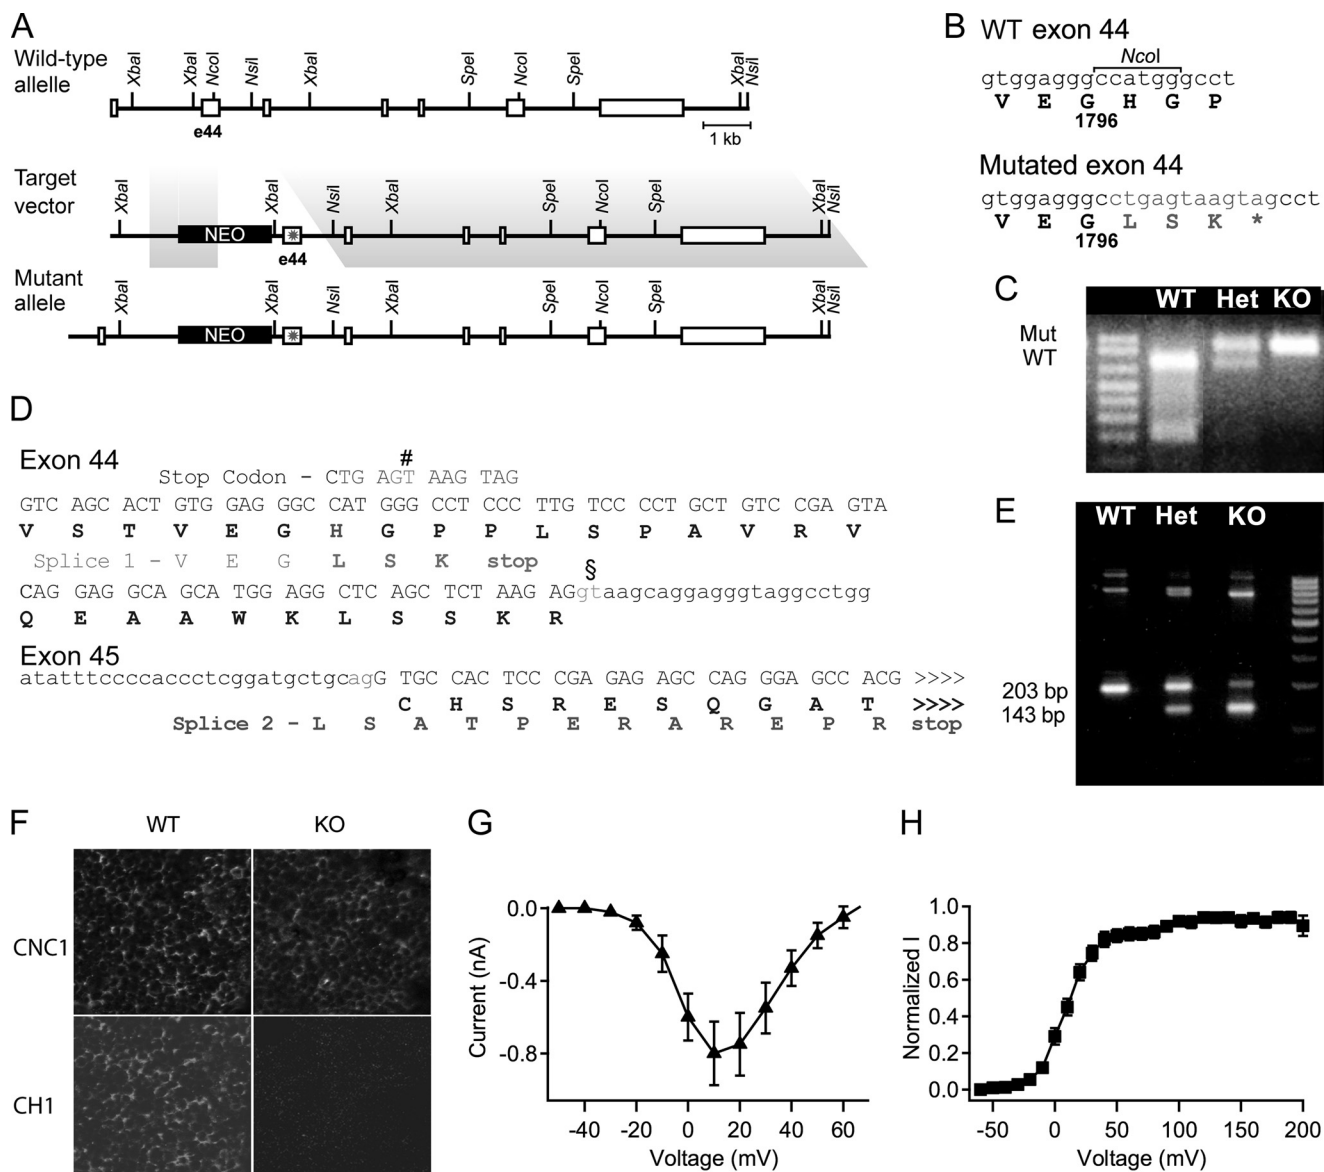 A
Wild-type allele
XbaI XbaI NcoI NsiI XbaI SpeI NcoI SpeI XbaI NsiI
e44
1 kb
Target vector
XbaI XbaI NsiI XbaI SpeI NcoI SpeI XbaI NsiI
NEO
e44
Mutant allele
XbaI XbaI NsiI XbaI SpeI NcoI SpeI XbaI NsiI
NEO
B
WT exon 44
NcoI
gtggagggccatgggcct
V E G H G P
1796
Mutated exon 44
gtggagggcctgagtaagtagcct
V E G L S K *
1796
C
WT Het KO
Mut
WT
D
Exon 44
#
Stop Codon - CTG AGT AAG TAG
GTC AGC ACT GTG GAG GGC CAT GGG CCT CCC TTG TCC CCT GCT GTC CGA GTA
V S T V E G H G P P L S P A V R V
Splice 1 - V E G L S K stop
§
CAG GAG GCA GCA TGG AGG CTC AGC TCT AAG AGgtaagcaggagggtaggcctgg
Q E A A W K L S S K R
Exon 45
atatttccccaccctcggatgctgcagG TGC CAC TCC CGA GAG AGC CAG GGA GCC ACG >>>>
C H S R E S Q G A T >>>>
Splice 2 - L S A T P E R A R E P R stop
E
WT Het KO
203 bp
143 bp
F
WT KO
CNC1
CH1
G
0.0
-0.4
-0.8
Current (nA)
-40 -20 0 20 40 60
Voltage (mV)
H
1.0
0.8
0.6
0.4
0.2
0.0
Normalized I
-50 0 50 100 150 200
Voltage (mV)